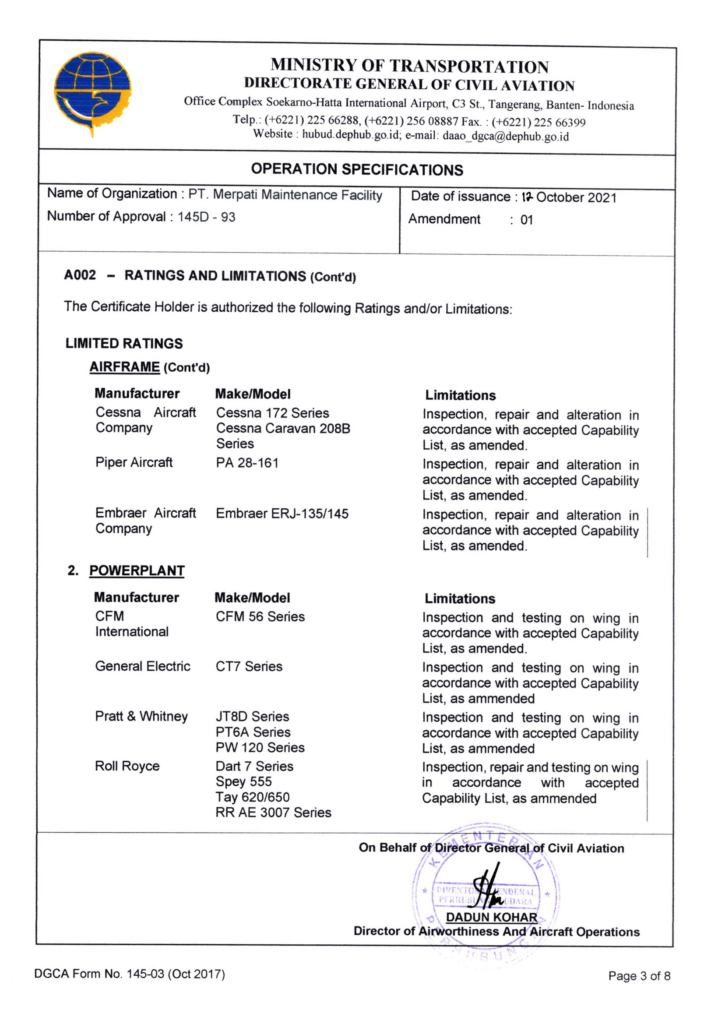 MINISTRY OF TRANSPORTATION
DIRECTORATE GENERAL OF CIVIL AVIATION
Office Complex Soekarno-Hatta International Airport, C3 St., Tangerang, Banten- Indonesia
Telp.: (+6221) 225 66288, (+6221) 256 08887 Fax. : (+6221) 225 66399
Website : hubud.dephub.go.id; e-mail: daao_dgca@dephub.go.id
OPERATION SPECIFICATIONS
Name of Organization : PT. Merpati Maintenance Facility
Number of Approval : 145D - 93
Date of issuance : 12 October 2021
Amendment : 01
A002 – RATINGS AND LIMITATIONS (Cont'd)
The Certificate Holder is authorized the following Ratings and/or Limitations:
LIMITED RATINGS
AIRFRAME (Cont'd)
Manufacturer Make/Model Limitations
Cessna Aircraft Cessna 172 Series Inspection, repair and alteration in
Company Cessna Caravan 208B accordance with accepted Capability
Series List, as amended.
Piper Aircraft PA 28-161 Inspection, repair and alteration in
accordance with accepted Capability
List, as amended.
Embraer Aircraft Embraer ERJ-135/145 Inspection, repair and alteration in
Company accordance with accepted Capability
List, as amended.
2. POWERPLANT
Manufacturer Make/Model Limitations
CFM CFM 56 Series Inspection and testing on wing in
International accordance with accepted Capability
List, as amended.
General Electric CT7 Series Inspection and testing on wing in
accordance with accepted Capability
List, as ammended
Pratt & Whitney JT8D Series Inspection and testing on wing in
PT6A Series accordance with accepted Capability
PW 120 Series List, as ammended
Roll Royce Dart 7 Series Inspection, repair and testing on wing
Spey 555 in accordance with accepted
Tay 620/650 Capability List, as ammended
RR AE 3007 Series
On Behalf of Director General of Civil Aviation
KEMENTERIAN
DADUN KOHAR
Director of Airworthiness And Aircraft Operations
DGCA Form No. 145-03 (Oct 2017)
Page 3 of 8